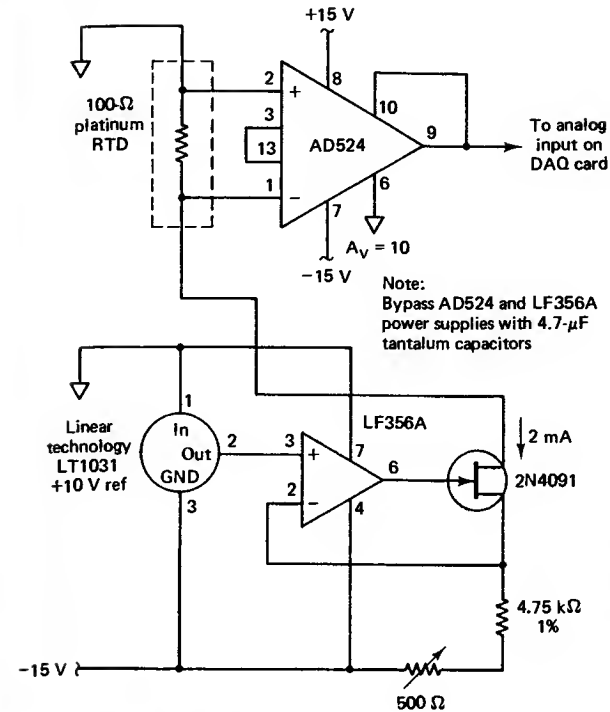 +15 V
2
+
8
10
100-Ω
platinum
RTD
3
13
AD524
9
To analog
input on
DAQ card
1
−
7
6
Aᵥ = 10
−15 V
Note:
Bypass AD524 and LF356A
power supplies with 4.7-μF
tantalum capacitors
1
In
Linear
technology
LT1031
+10 V ref
Out
GND
2
3
LF356A
3
+
7
2
−
6
4
2 mA
2N4091
4.75 kΩ
1%
−15 V
500 Ω